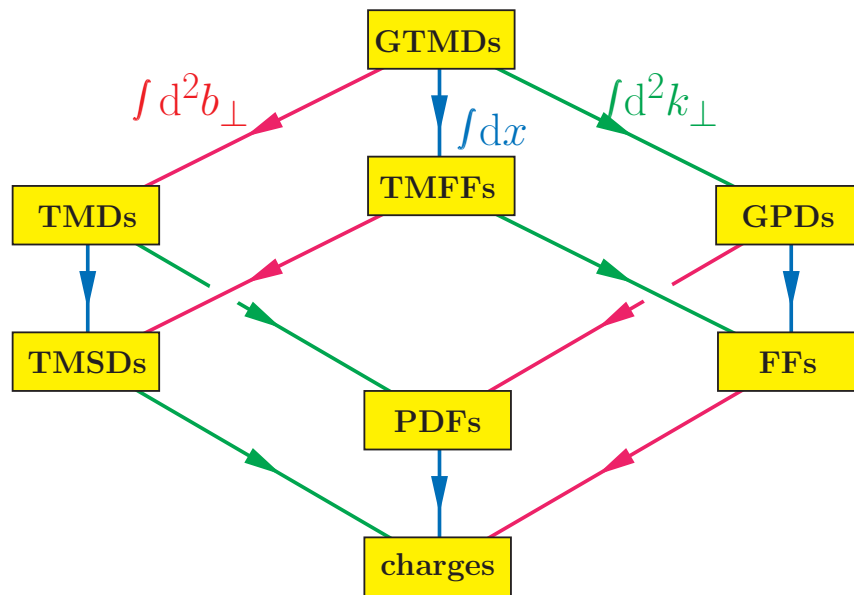 GTMDs
∫d²b⊥
∫dx
∫d²k⊥
TMDs
TMFFs
GPDs
TMSDs
PDFs
FFs
charges